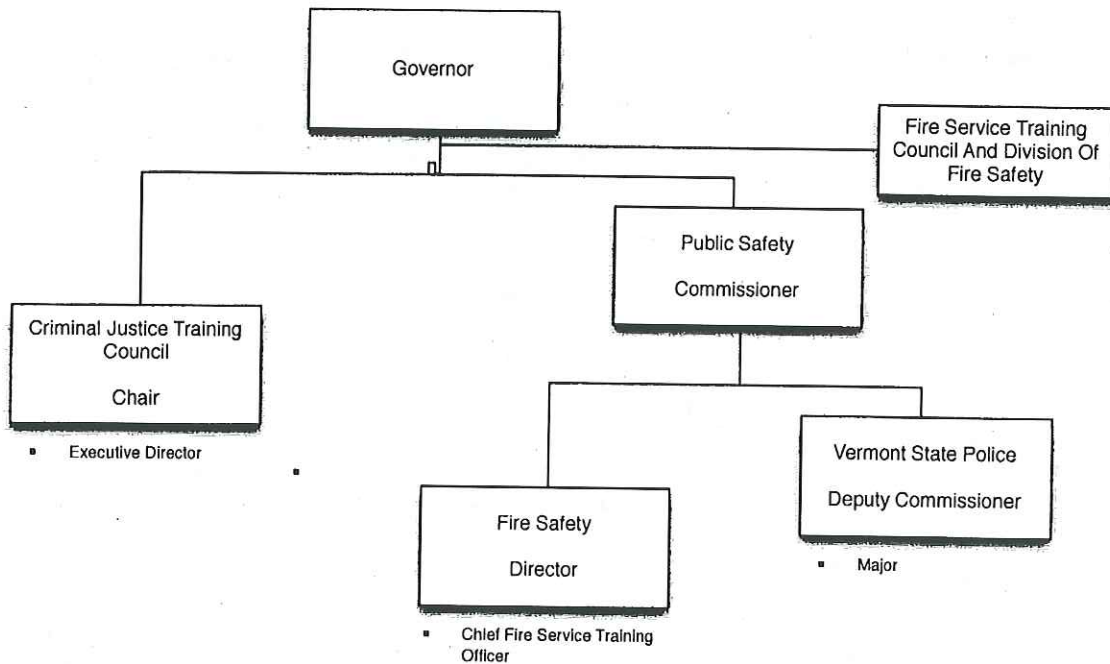 Governor
Fire Service Training
Council And Division Of
Fire Safety
Public Safety
Commissioner
Criminal Justice Training
Council
Chair
▪ Executive Director
▪
Vermont State Police
Deputy Commissioner
▪ Major
Fire Safety
Director
▪ Chief Fire Service Training
Officer